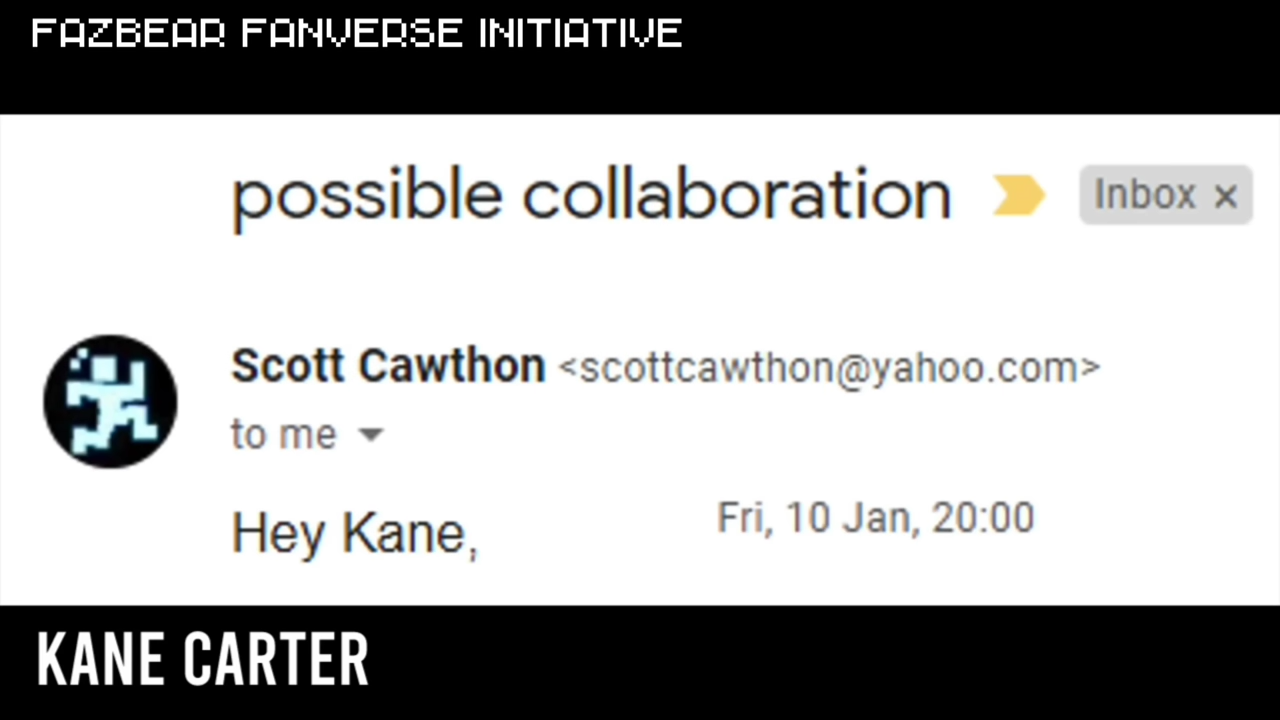 FAZBEAR FANVERSE INITIATIVE
possible collaboration Inbox ×
Scott Cawthon <scottcawthon@yahoo.com>
to me
Fri, 10 Jan, 20:00
Hey Kane,
KANE CARTER